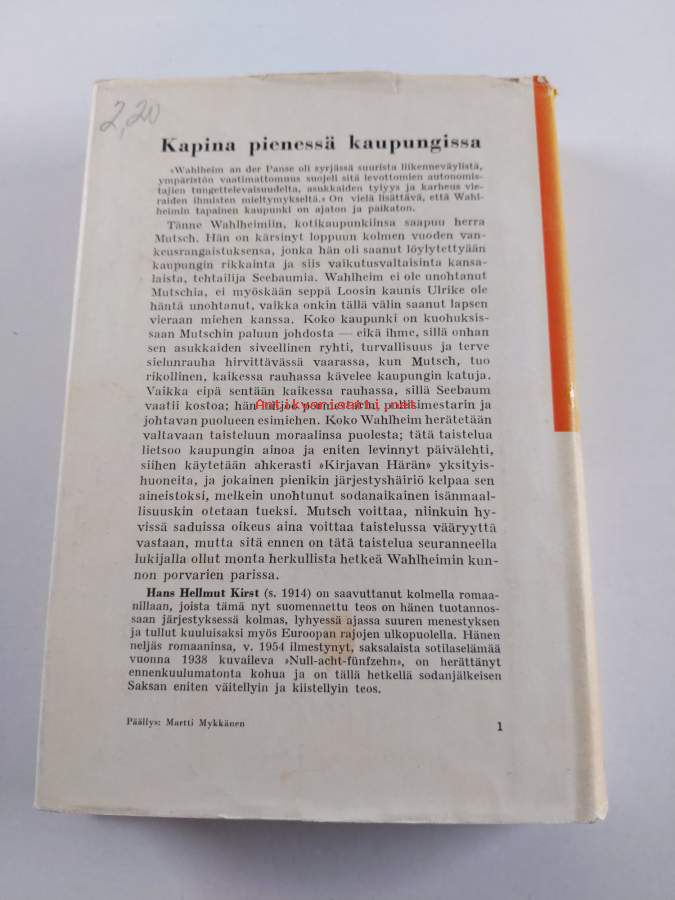 2,20
Kapina pienessä kaupungissa
»Wahlheim an der Panse oli syrjässä suurista liikenneväylistä,
ympäristön vaatimattomuus suojeli sitä levottomien autonomis-
tajien tungettelevaisuudelta, asukkaiden tylyys ja karheus vie-
raiden ihmisten mieltymykseltä.» On vielä lisättävä, että Wahl-
heimin tapainen kaupunki on ajaton ja paikaton.
Tänne Wahlheimiin, kotikaupunkiinsa saapuu herra
Mutsch. Hän on kärsinyt loppuun kolmen vuoden van-
keusrangaistuksensa, jonka hän oli saanut löylytettyään
kaupungin rikkainta ja siis vaikutusvaltaisinta kansa-
laista, tehtailija Seebaumia. Wahlheim ei ole unohtanut
Mutschia, ei myöskään seppä Loosin kaunis Ulrike ole
häntä unohtanut, vaikka onkin tällä välin saanut lapsen
vieraan miehen kanssa. Koko kaupunki on kuohuksis-
saan Mutschin paluun johdosta — eikä ihme, sillä onhan
sen asukkaiden siveellinen ryhti, turvallisuus ja terve
sielunrauha hirvittävässä vaarassa, kun Mutsch, tuo
rikollinen, kaikessa rauhassa kävelee kaupungin katuja.
Vaikka eipä sentään kaikessa rauhassa, sillä Seebaum
vaatii kostoa; hän pormestarin, poliisimestarin ja
Antikvariaatti.net
johtavan puolueen esimiehen. Koko Wahlheim herätetään
valtavaan taisteluun moraalinsa puolesta; tätä taistelua
lietsoo kaupungin ainoa ja eniten levinnyt päivälehti,
siihen käytetään ahkerasti »Kirjavan Härän» yksityis-
huoneita, ja jokainen pienikin järjestyshäiriö kelpaa sen
aineistoksi, melkein unohtunut sodanaikainen isänmaal-
lisuuskin otetaan tueksi. Mutsch voittaa, niinkuin hy-
vissä saduissa oikeus aina voittaa taistelussa vääryyttä
vastaan, mutta sitä ennen on tätä taistelua seuranneella
lukijalla ollut monta herkullista hetkeä Wahlheimin kun-
non porvarien parissa.
Hans Hellmut Kirst (s. 1914) on saavuttanut kolmella romaa-
nillaan, joista tämä nyt suomennettu teos on hänen tuotannos-
saan järjestyksessä kolmas, lyhyessä ajassa suuren menestyksen
ja tullut kuuluisaksi myös Euroopan rajojen ulkopuolella. Hänen
neljäs romaaninsa, v. 1954 ilmestynyt, saksalaista sotilaselämää
vuonna 1938 kuvaileva »Null-acht-fünfzehn», on herättänyt
ennenkuulumatonta kohua ja on tällä hetkellä sodanjälkeisen
Saksan eniten väitellyin ja kiistellyin teos.
Päällys: Martti Mykkänen
1